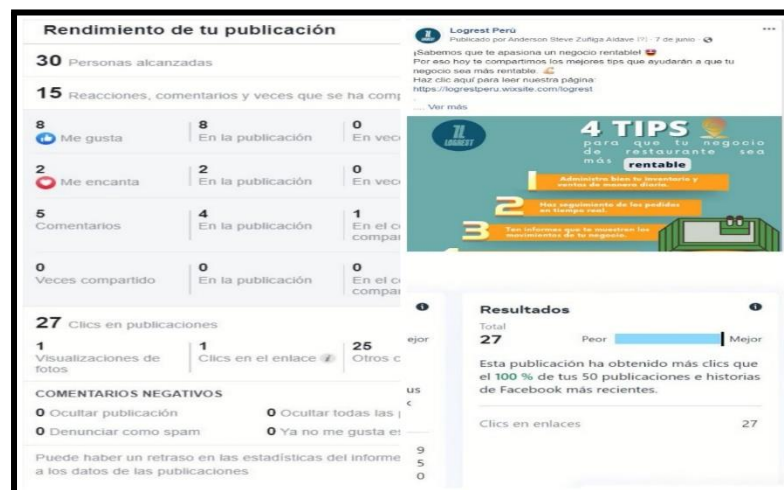 Rendimiento de tu publicación
30 Personas alcanzadas
15 Reacciones, comentarios y veces que se ha comp
8
Me gusta
8
En la publicación
0
En vec
2
Me encanta
2
En la publicación
0
En vec
5
Comentarios
4
En la publicación
1
En el c
compar
0
Veces compartido
0
En la publicación
0
En el c
compar
27 Clics en publicaciones
1
Visualizaciones de
fotos
1
Clics en el enlace
25
Otros c
COMENTARIOS NEGATIVOS
0 Ocultar publicación
0 Ocultar todas las
0 Denunciar como spam
0 Ya no me gusta es
Puede haber un retraso en las estadísticas del informe
a los datos de las publicaciones
Logrest Perú
Publicado por Anderson Steve Zuñiga Aldave · 7 de junio ·
¡Sabemos que te apasiona un negocio rentable!
Por eso hoy te compartimos los mejores tips que ayudarán a que tu
negocio sea más rentable.
Haz clic aquí para leer nuestra página:
https://logrestperu.wixsite.com/logrest
... Ver más
LOGREST
4 TIPS
para que tu negocio
de restaurante sea
más rentable
1 Administra bien tu inventario y
ventas de manera diaria.
2 Haz seguimiento de los pedidos
en tiempo real.
3 Ten informes que te muestren los
movimientos de tu negocio.
ejor
us
9
5
0
Resultados
Total
27
Peor
Mejor
Esta publicación ha obtenido más clics que
el 100 % de tus 50 publicaciones e historias
de Facebook más recientes.
Clics en enlaces 27